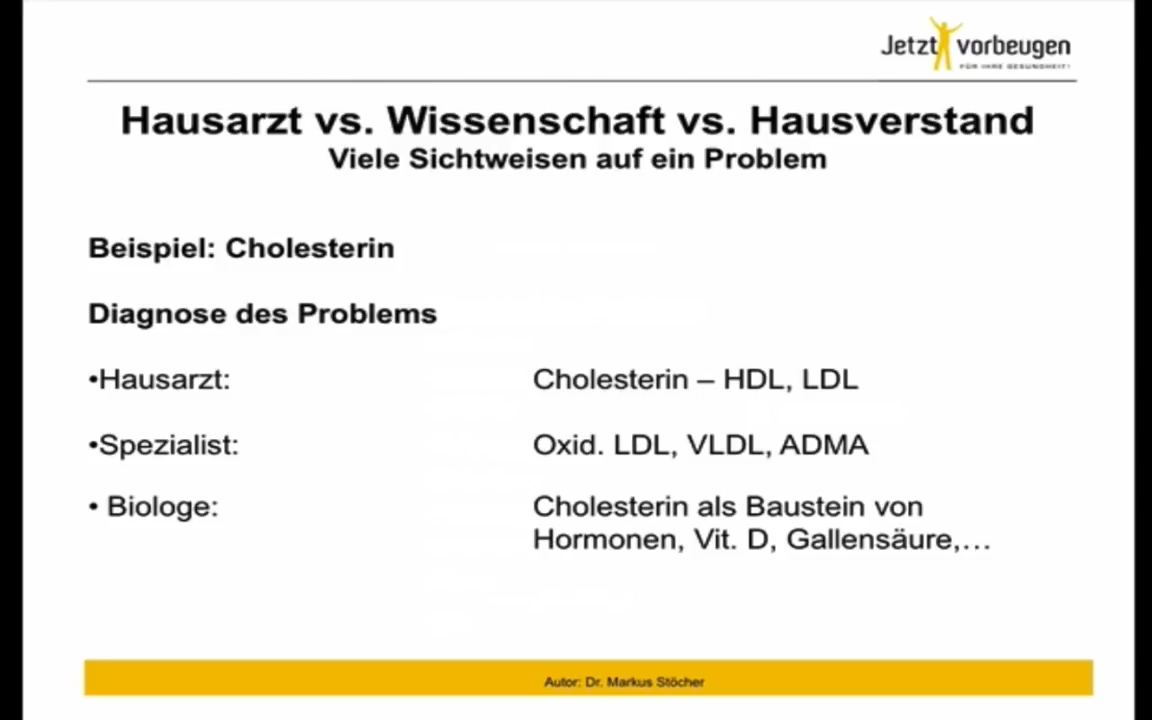 Jetzt vorbeugen
FÜR IHRE GESUNDHEIT!
Hausarzt vs. Wissenschaft vs. Hausverstand
Viele Sichtweisen auf ein Problem
Beispiel: Cholesterin
Diagnose des Problems
•Hausarzt: Cholesterin – HDL, LDL
•Spezialist: Oxid. LDL, VLDL, ADMA
• Biologe: Cholesterin als Baustein von
Hormonen, Vit. D, Gallensäure,…
Autor: Dr. Markus Stöcher